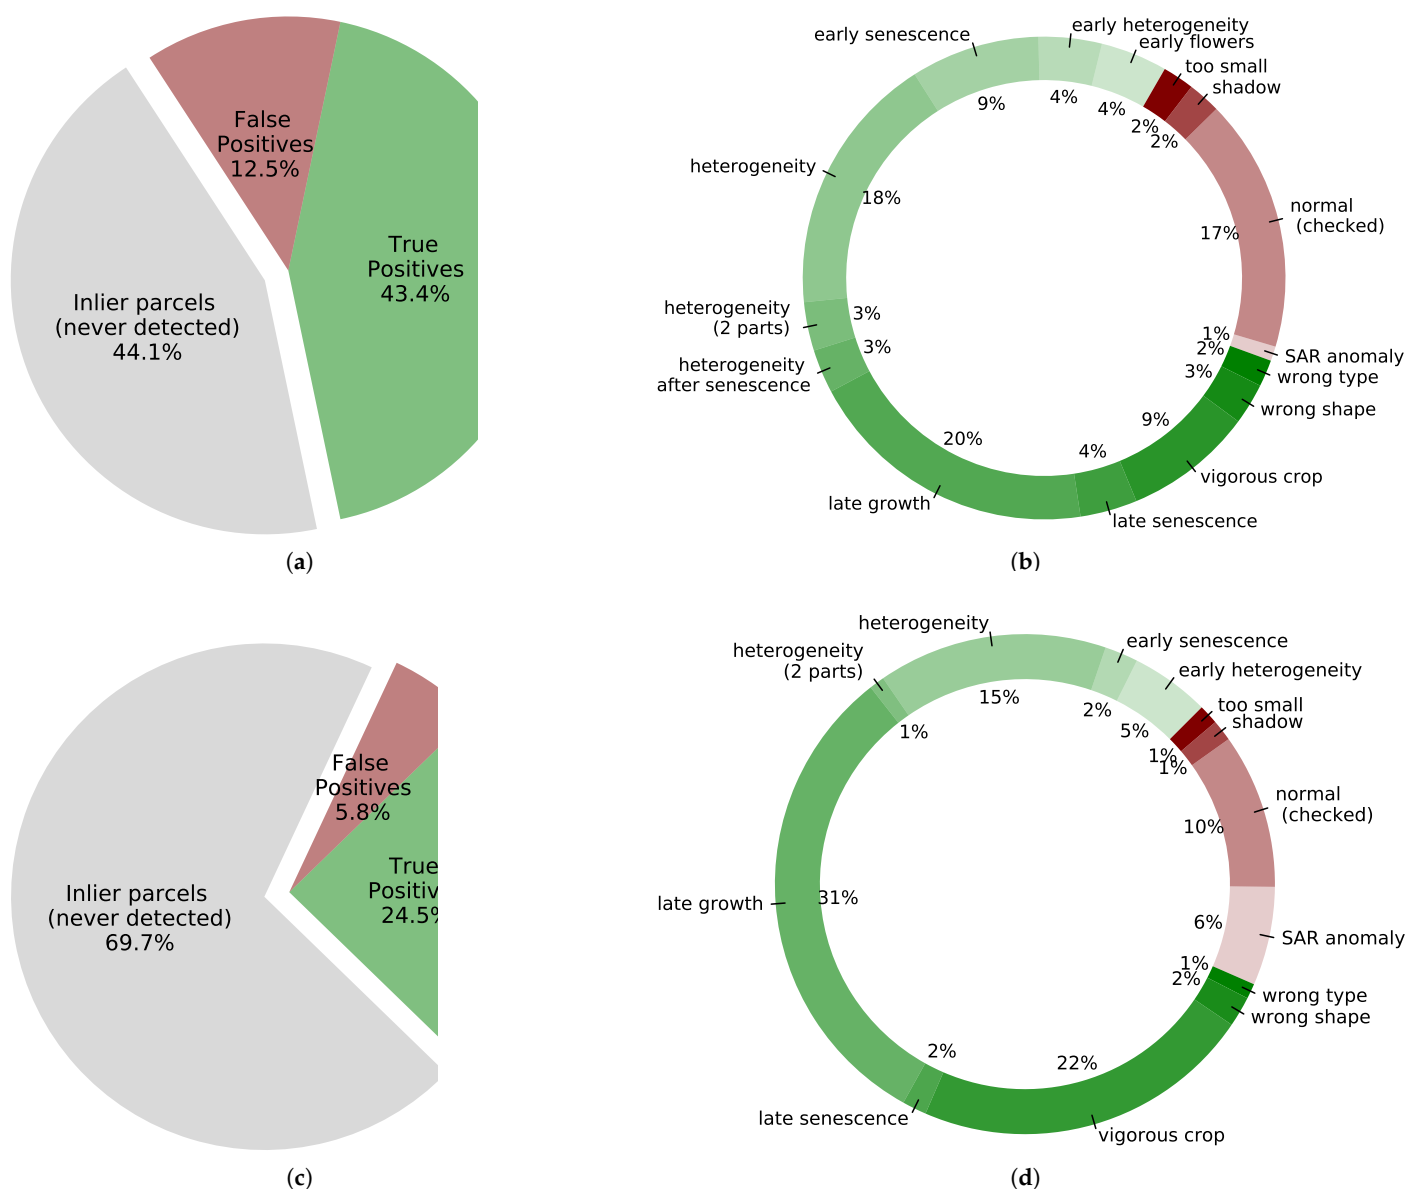 False
Positives
12.5%
True
Positives
43.4%
Inlier parcels
(never detected)
44.1%
(a)
early heterogeneity
early flowers
early senescence
too small
shadow
9%
4%
4%
2%
2%
heterogeneity
18%
normal
(checked)
17%
heterogeneity
(2 parts)
3%
heterogeneity
after senescence
3%
1%
2%
SAR anomaly
3%
wrong type
wrong shape
9%
20%
4%
vigorous crop
late growth
late senescence
(b)
False
Positives
5.8%
True
Positiv
24.5%
Inlier parcels
(never detected)
69.7%
(c)
heterogeneity
early senescence
heterogeneity
(2 parts)
early heterogeneity
15%
2%
too small
shadow
1%
5%
1%
1%
normal
(checked)
10%
late growth
31%
6%
SAR anomaly
1%
2%
wrong type
wrong shape
2%
22%
late senescence
vigorous crop
(d)